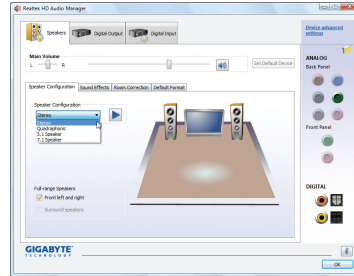 Realtek HD Audio Manager
Speakers
Digital Output
Digital Input
Device advanced
settings
Main Volume
L
R
Set Default Device
ANALOG
Back Panel
Speaker Configuration
Sound Effects
Room Correction
Default Format
Speaker Configuration
Stereo
Stereo
Quadraphonic
5.1 Speaker
7.1 Speaker
Front Panel
Full-range Speakers
Front left and right
Surround speakers
DIGITAL
GIGABYTE
TECHNOLOGY
i
OK